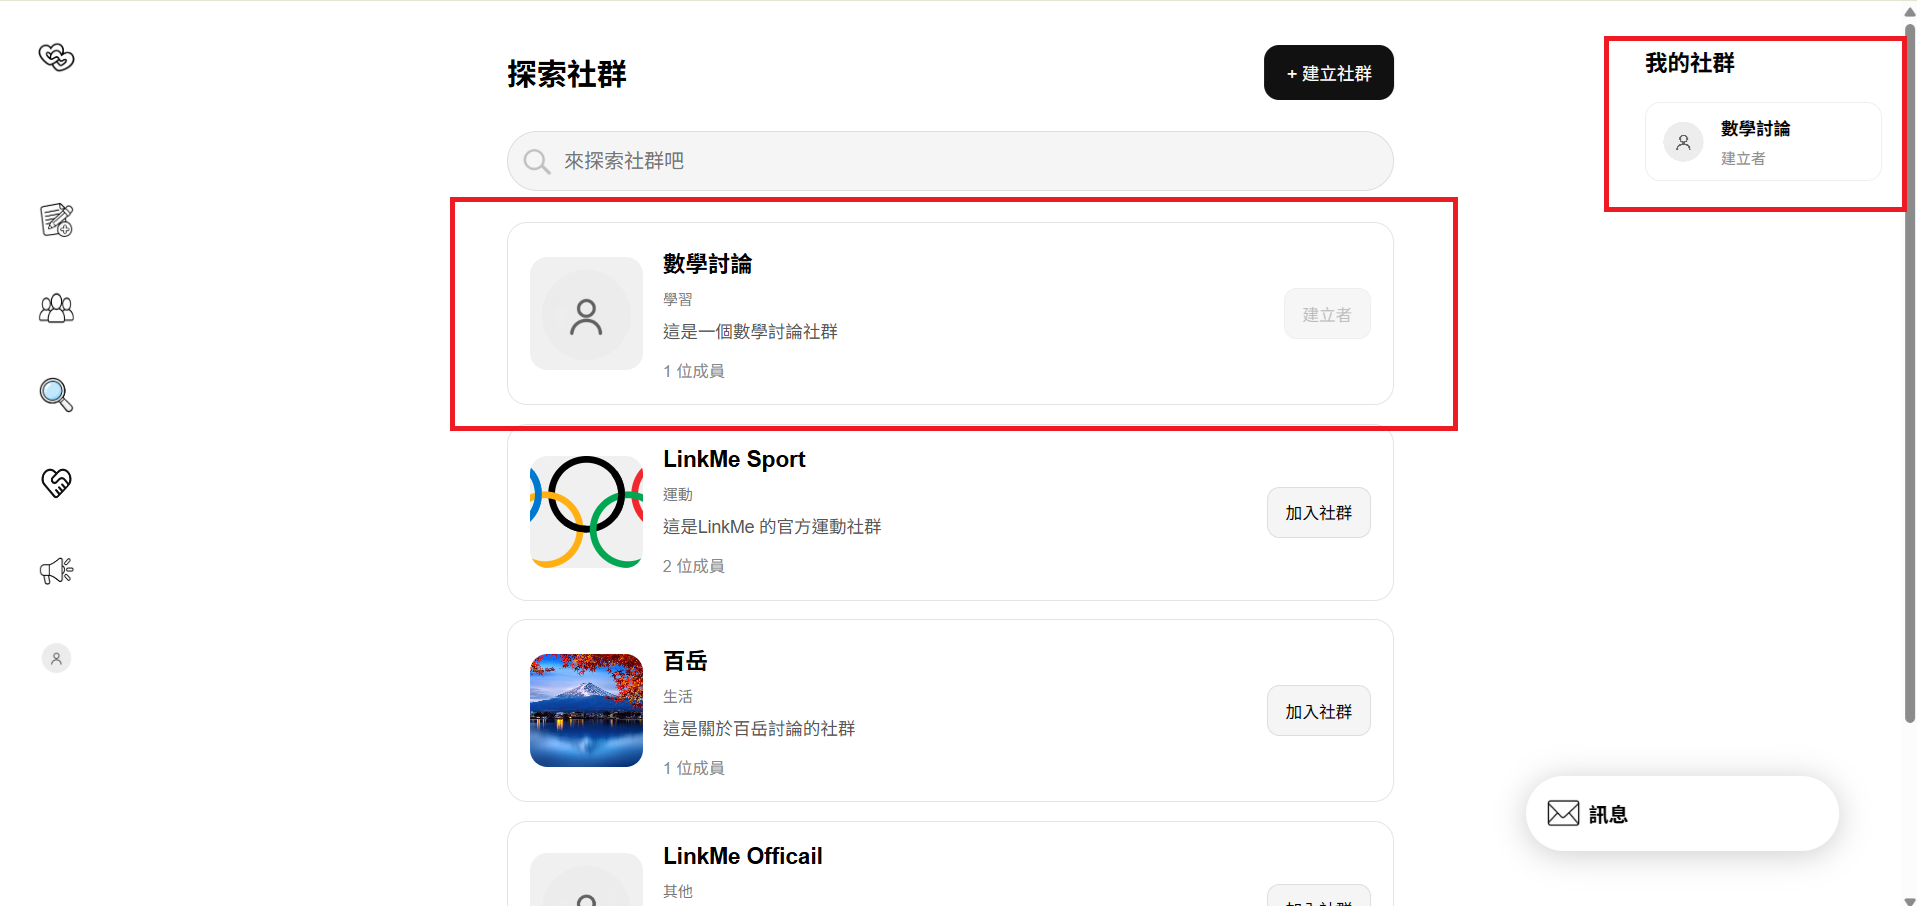 探索社群
+ 建立社群
來探索社群吧
數學討論
學習
這是一個數學討論社群
1 位成員
建立者
LinkMe Sport
運動
這是LinkMe 的官方運動社群
2 位成員
加入社群
百岳
生活
這是關於百岳討論的社群
1 位成員
加入社群
LinkMe Officail
其他
加入社群
我的社群
數學討論
建立者
訊息